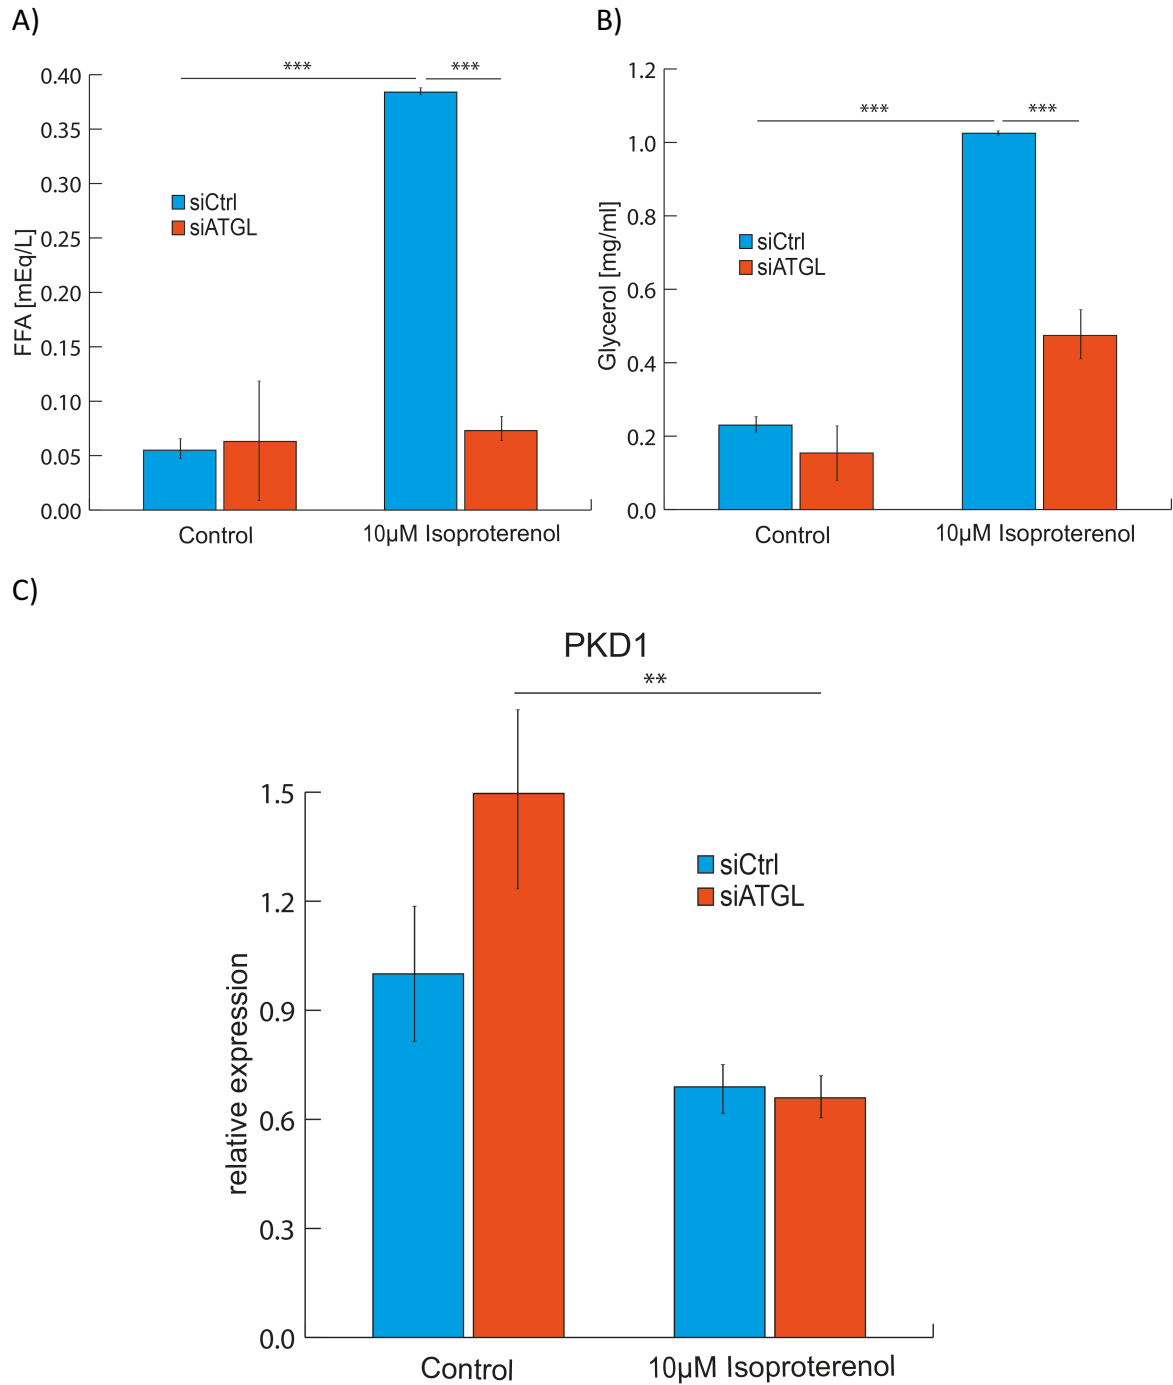 A)
***
***
0.40
0.35
0.30
0.25
0.20
0.15
0.10
0.05
0.00
FFA [mEq/L]
siCtrl
siATGL
Control
10µM Isoproterenol
B)
***
***
1.2
1.0
0.8
0.6
0.4
0.2
0.0
Glycerol [mg/ml]
siCtrl
siATGL
Control
10µM Isoproterenol
C)
PKD1
**
1.5
1.2
0.9
0.6
0.3
0.0
relative expression
siCtrl
siATGL
Control
10µM Isoproterenol